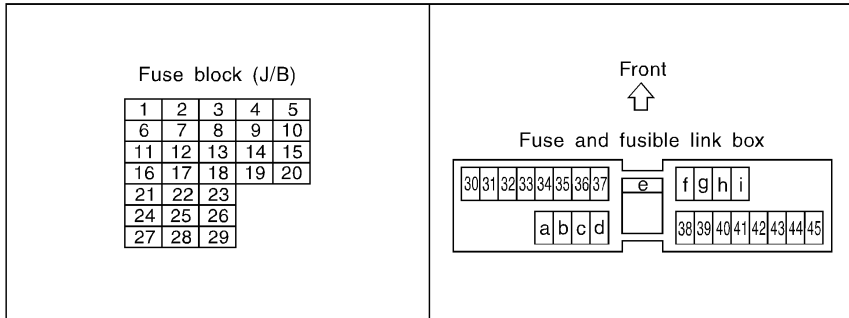 Fuse block (J/B)
1 2 3 4 5
6 7 8 9 10
11 12 13 14 15
16 17 18 19 20
21 22 23
24 25 26
27 28 29
Front
Fuse and fusible link box
30 31 32 33 34 35 36 37 e f g h i
a b c d 38 39 40 41 42 43 44 45